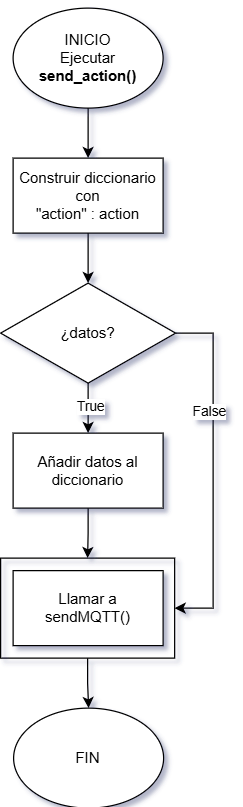 INICIO
Ejecutar
send_action()
Construir diccionario
con
"action" : action
¿datos?
True
False
Añadir datos al
diccionario
Llamar a
sendMQTT()
FIN